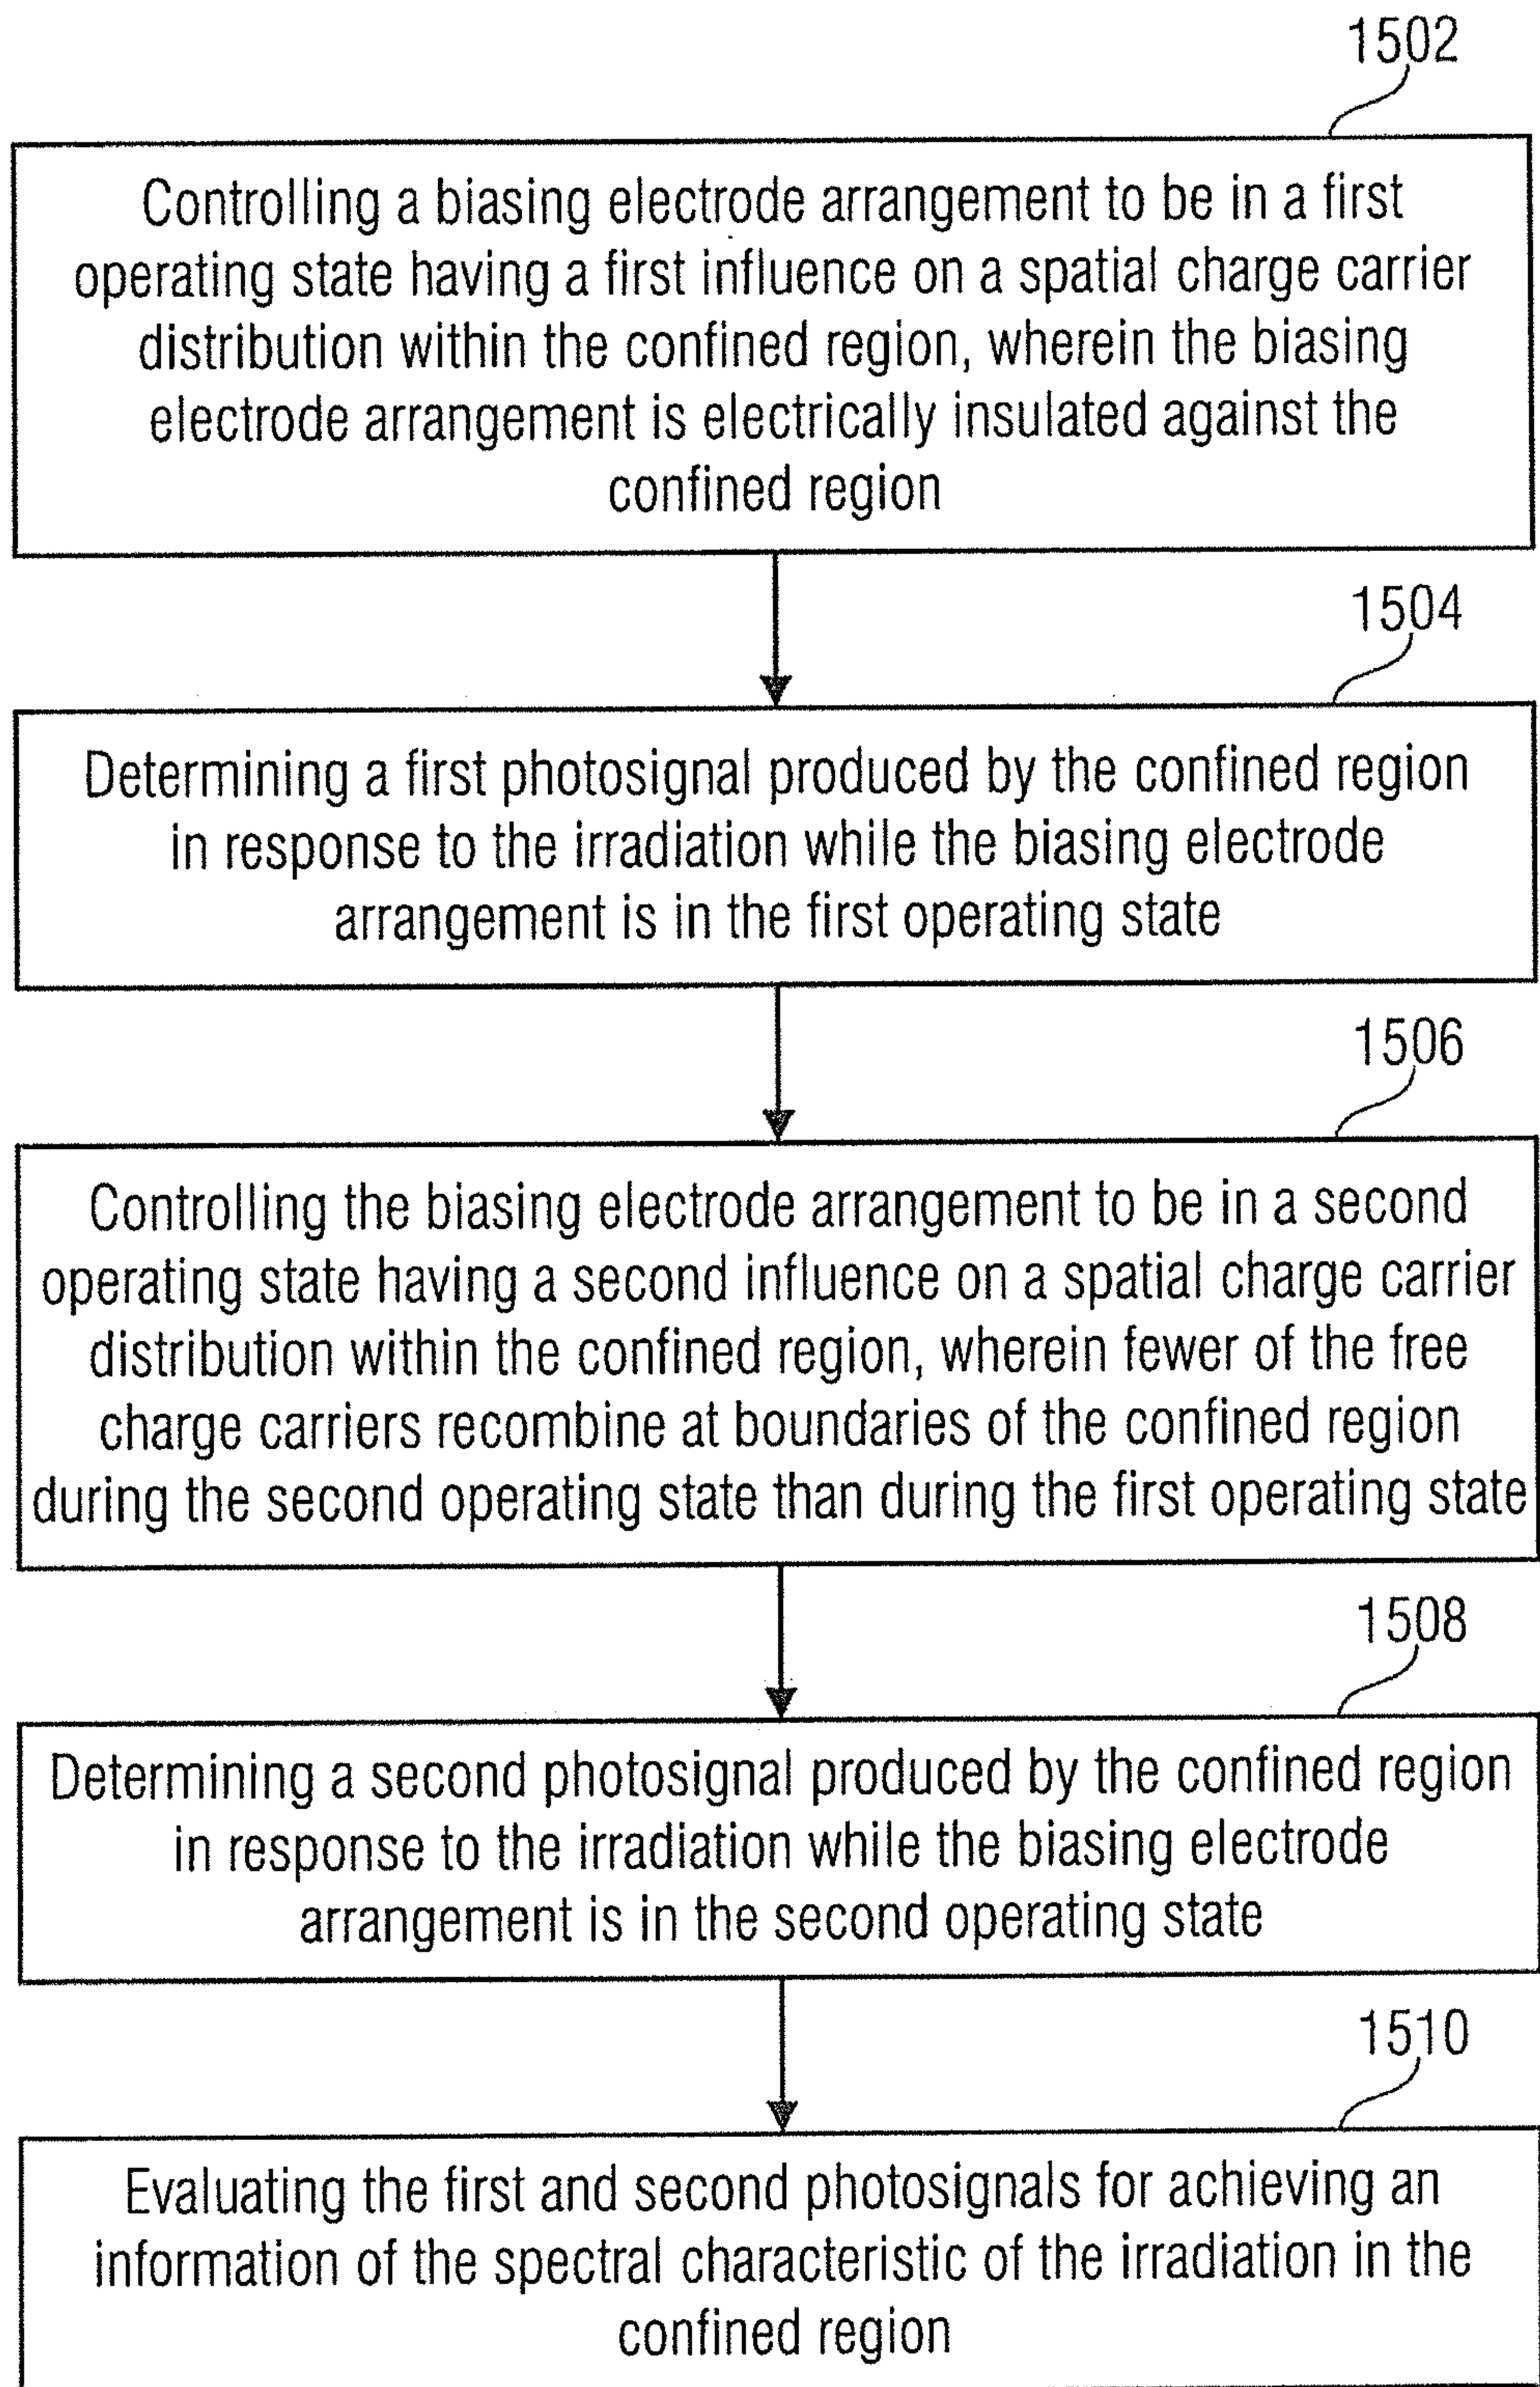 1502
Controlling a biasing electrode arrangement to be in a first
operating state having a first influence on a spatial charge carrier
distribution within the confined region, wherein the biasing
electrode arrangement is electrically insulated against the
confined region
1504
Determining a first photosignal produced by the confined region
in response to the irradiation while the biasing electrode
arrangement is in the first operating state
1506
Controlling the biasing electrode arrangement to be in a second
operating state having a second influence on a spatial charge carrier
distribution within the confined region, wherein fewer of the free
charge carriers recombine at boundaries of the confined region
during the second operating state than during the first operating state
1508
Determining a second photosignal produced by the confined region
in response to the irradiation while the biasing electrode
arrangement is in the second operating state
1510
Evaluating the first and second photosignals for achieving an
information of the spectral characteristic of the irradiation in the
confined region